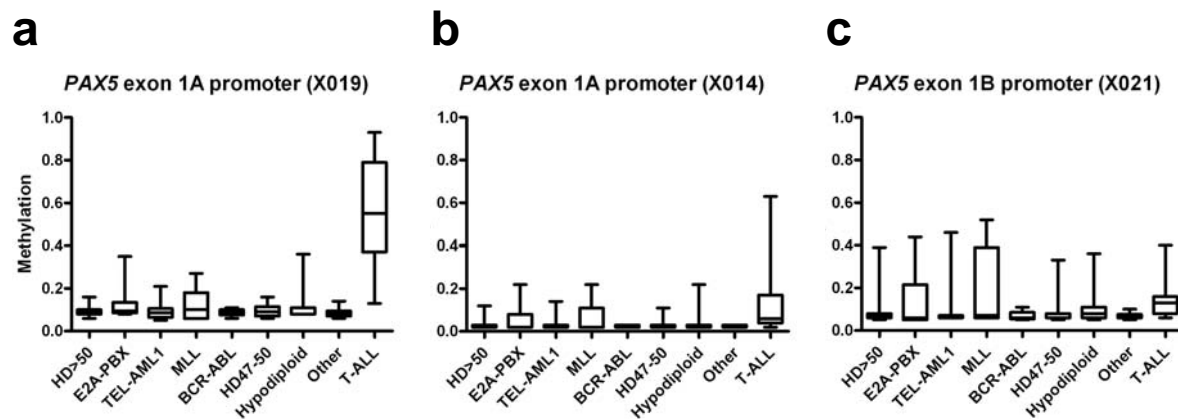 a
PAX5 exon 1A promoter (X019)
Methylation
1.0
0.8
0.6
0.4
0.2
0.0
HD>50
E2A-PBX
TEL-AML1
MLL
BCR-ABL
HD47-50
Hypodiploid
Other
T-ALL
b
PAX5 exon 1A promoter (X014)
1.0
0.8
0.6
0.4
0.2
0.0
HD>50
E2A-PBX
TEL-AML1
MLL
BCR-ABL
HD47-50
Hypodiploid
Other
T-ALL
c
PAX5 exon 1B promoter (X021)
1.0
0.8
0.6
0.4
0.2
0.0
HD>50
E2A-PBX
TEL-AML1
MLL
BCR-ABL
HD47-50
Hypodiploid
Other
T-ALL